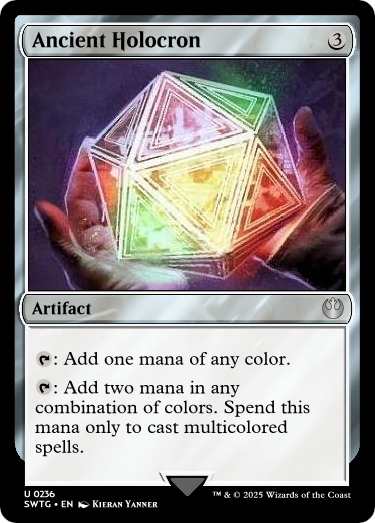 Ancient Holocron 3
Artifact
: Add one mana of any color.
: Add two mana in any
combination of colors. Spend this
mana only to cast multicolored
spells.
U 0236
SWTG • EN Kieran Yanner
™ & © 2025 Wizards of the Coast